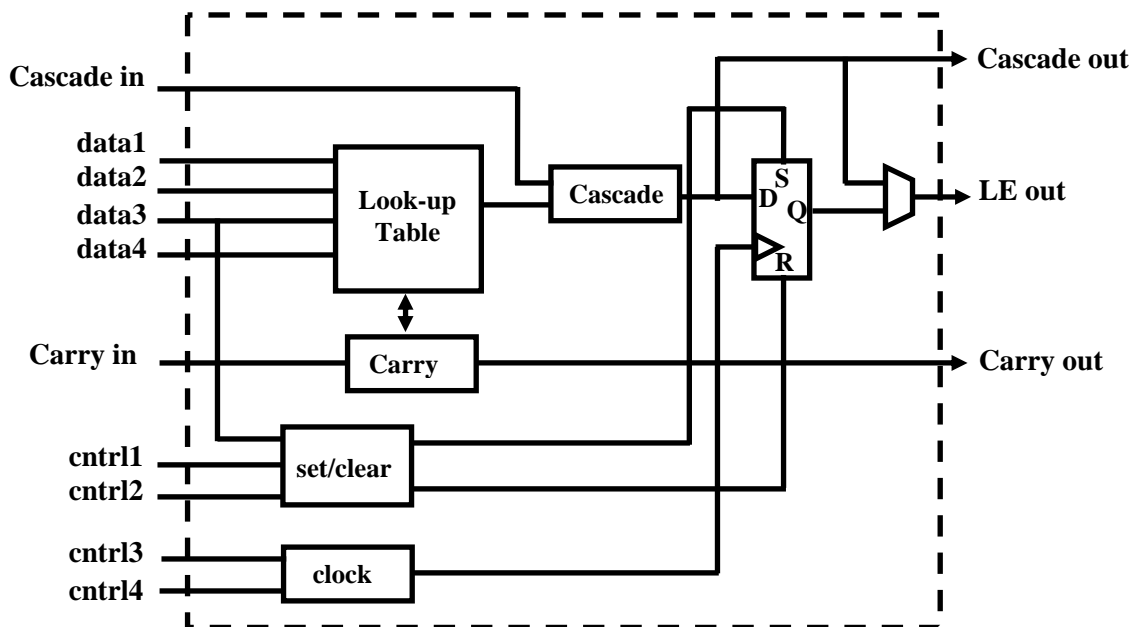 Cascade in
Cascade out
data1
data2
data3
data4
Look-up
Table
Cascade
S
D
Q
R
LE out
Carry in
Carry
Carry out
cntrl1
cntrl2
set/clear
cntrl3
cntrl4
clock